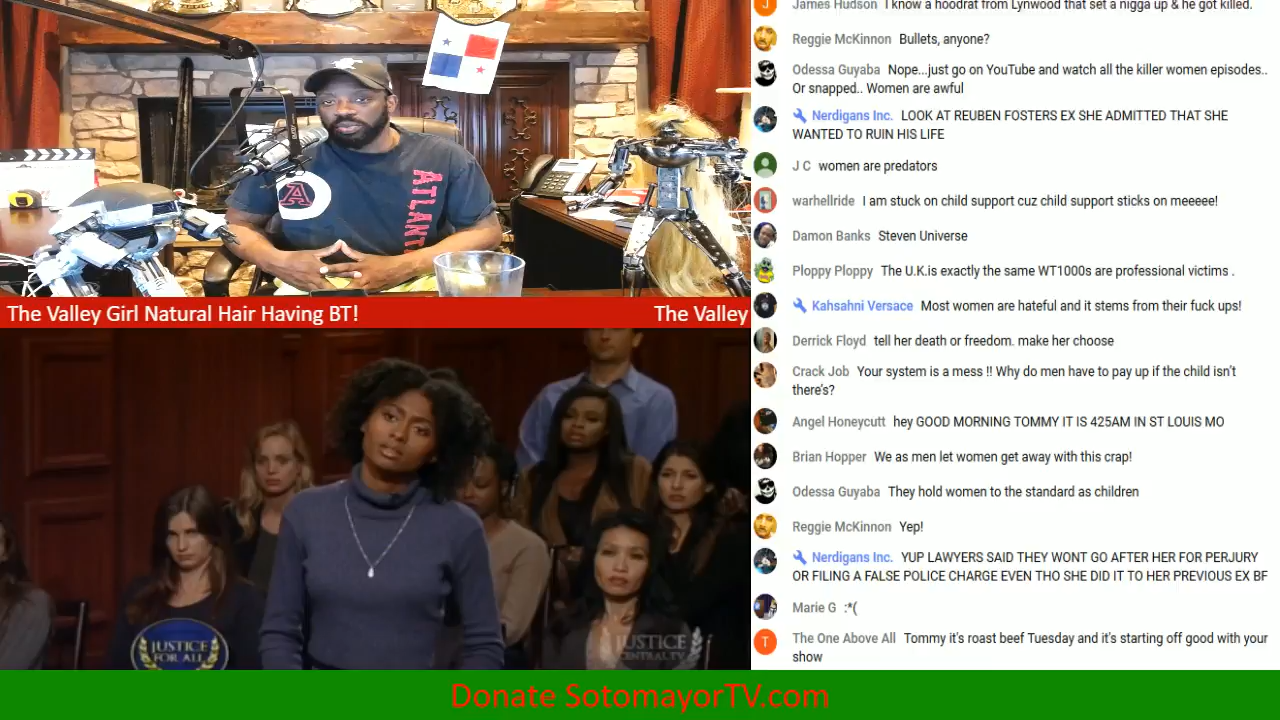 A
ATLANT
The Valley Girl Natural Hair Having BT!
The Valley
JUSTICE
FOR ALL
JUSTICE
CENTRAL.TV
James Hudson I know a hoodrat from Lynwood that set a nigga up & he got killed.
Reggie McKinnon Bullets, anyone?
Odessa Guyaba Nope...just go on YouTube and watch all the killer women episodes..
Or snapped.. Women are awful
Nerdigans Inc. LOOK AT REUBEN FOSTERS EX SHE ADMITTED THAT SHE
WANTED TO RUIN HIS LIFE
J C women are predators
warhellride I am stuck on child support cuz child support sticks on meeeee!
Damon Banks Steven Universe
Ploppy Ploppy The U.K.is exactly the same WT1000s are professional victims .
Kahsahni Versace Most women are hateful and it stems from their fuck ups!
Derrick Floyd tell her death or freedom. make her choose
Crack Job Your system is a mess !! Why do men have to pay up if the child isn't
there's?
Angel Honeycutt hey GOOD MORNING TOMMY IT IS 425AM IN ST LOUIS MO
Brian Hopper We as men let women get away with this crap!
Odessa Guyaba They hold women to the standard as children
Reggie McKinnon Yep!
Nerdigans Inc. YUP LAWYERS SAID THEY WONT GO AFTER HER FOR PERJURY
OR FILING A FALSE POLICE CHARGE EVEN THO SHE DID IT TO HER PREVIOUS EX BF
Marie G :*(
T
The One Above All Tommy it's roast beef Tuesday and it's starting off good with your
show
Donate SotomayorTV.com